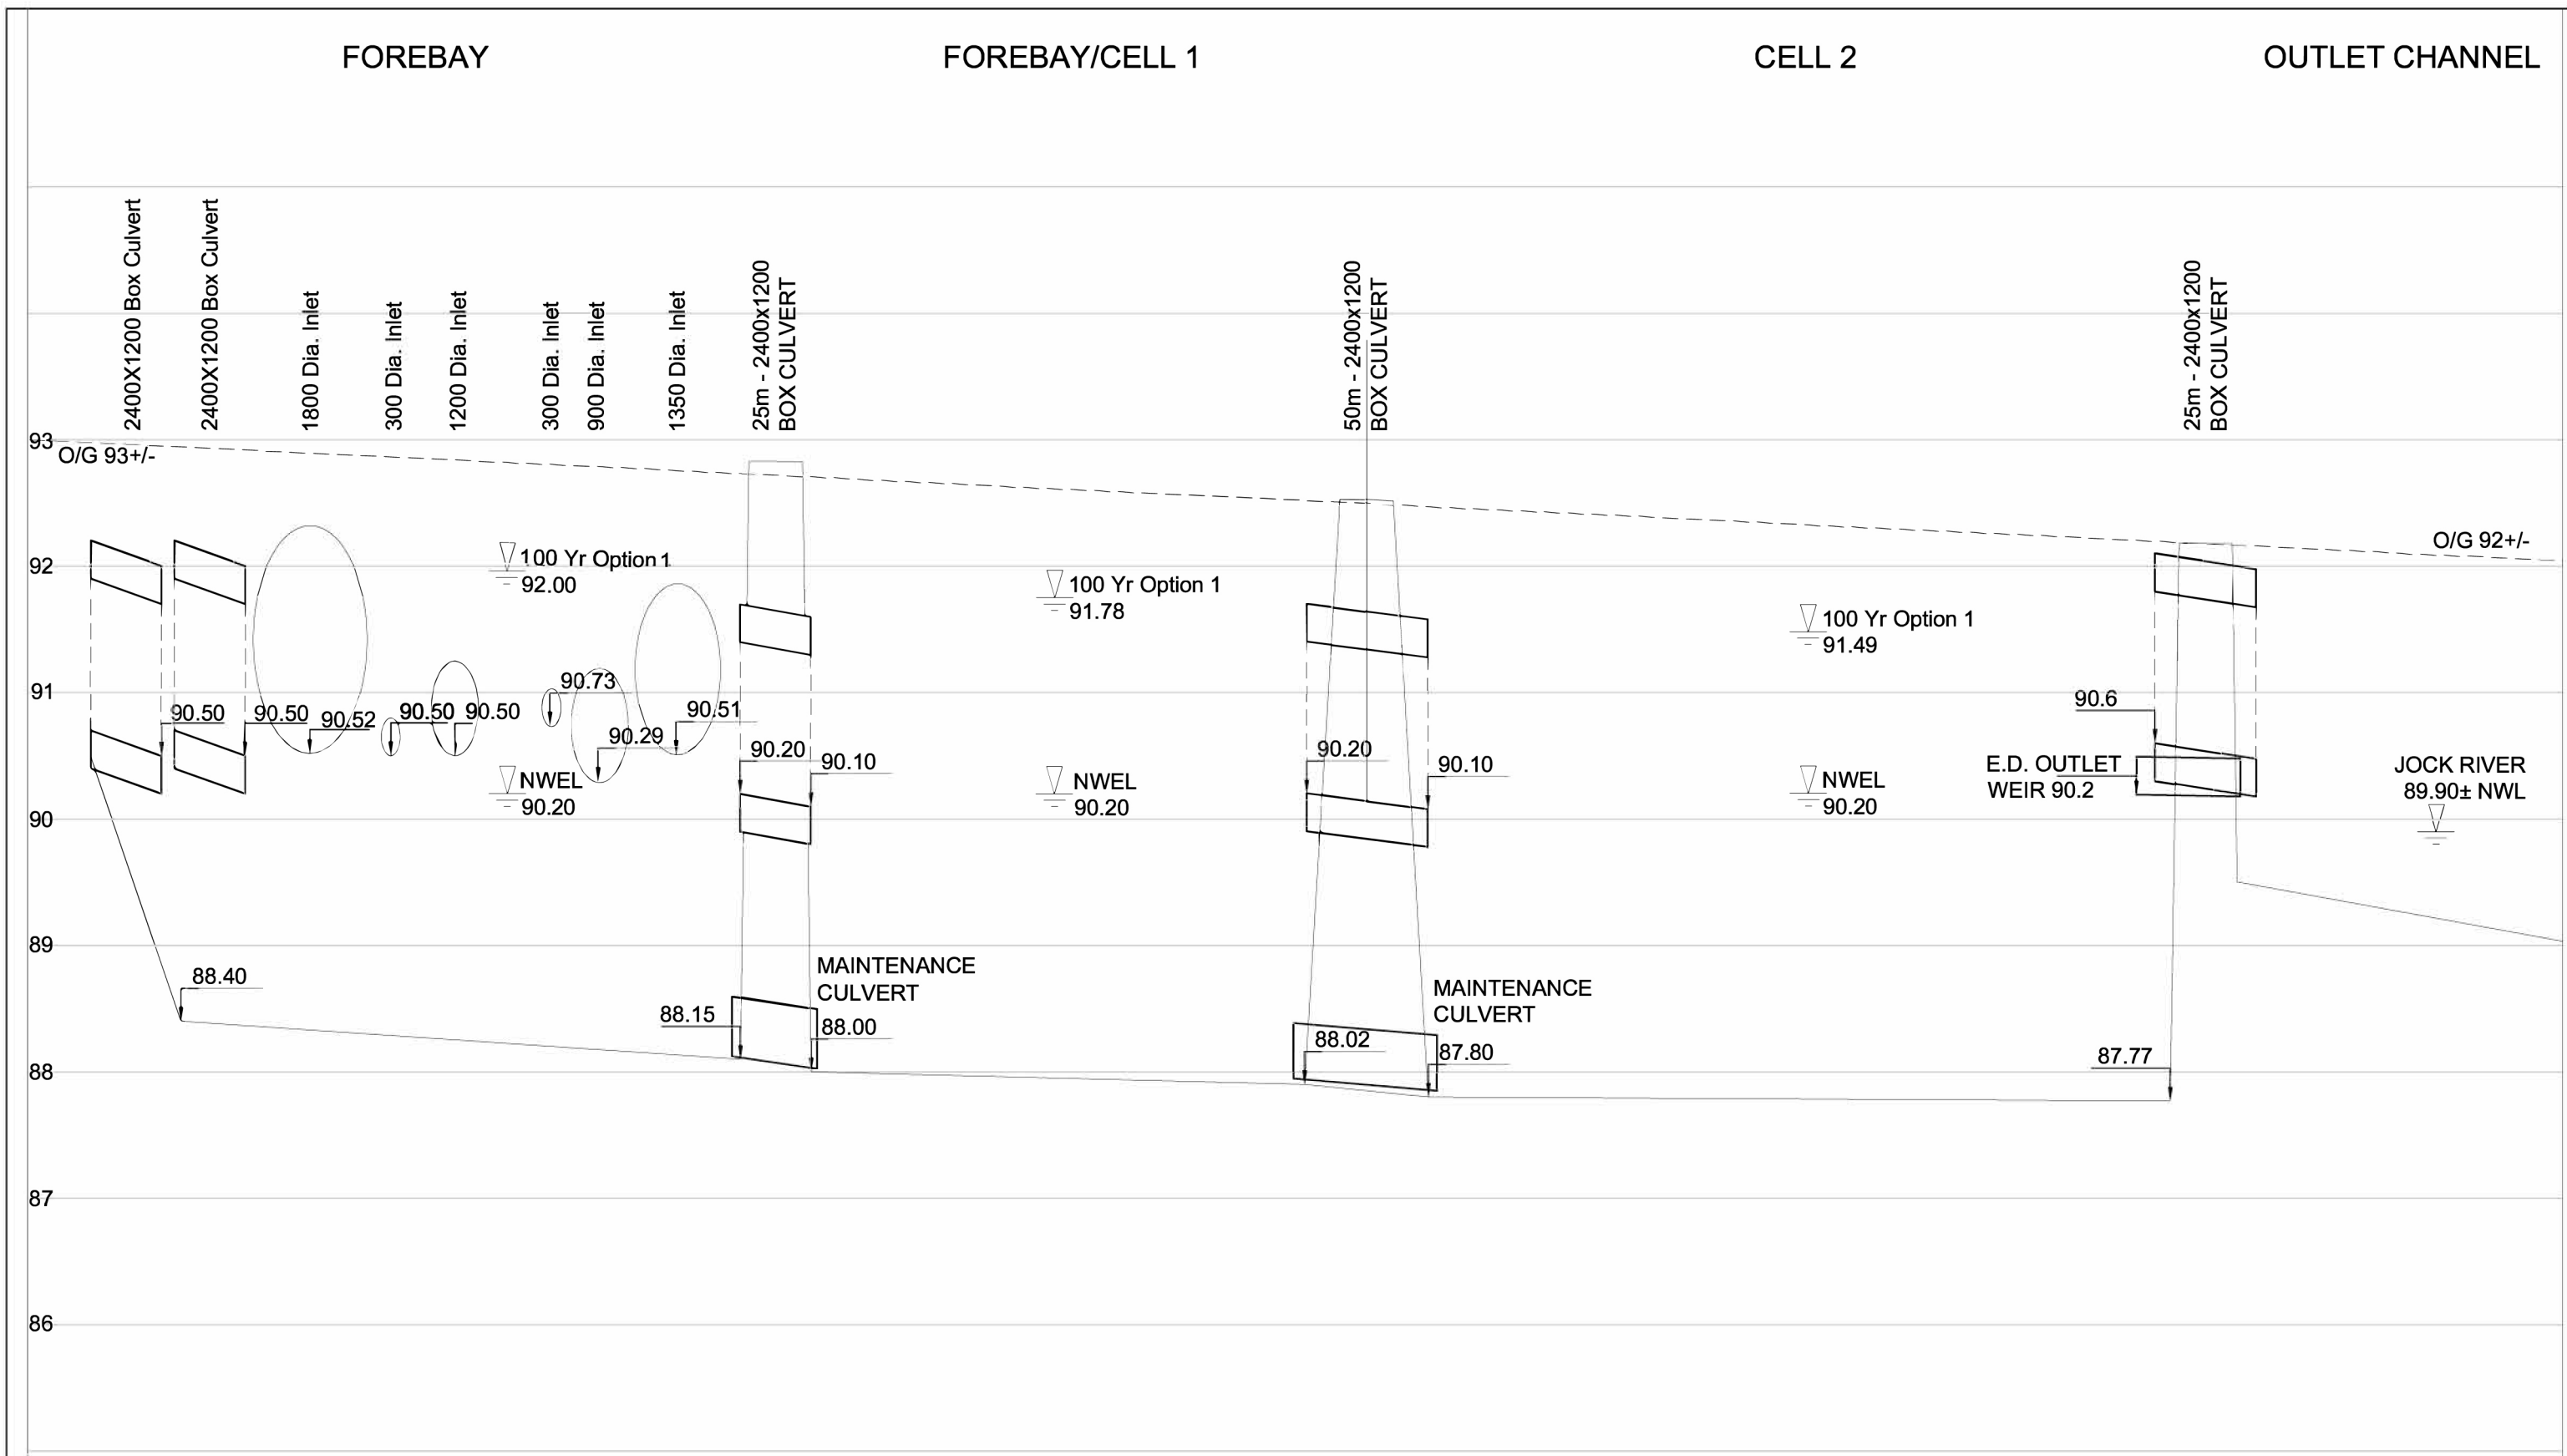 FOREBAY
FOREBAY/CELL 1
CELL 2
OUTLET CHANNEL
2400X1200 Box Culvert
2400X1200 Box Culvert
1800 Dia. Inlet
300 Dia. Inlet
1200 Dia. Inlet
300 Dia. Inlet
900 Dia. Inlet
1350 Dia. Inlet
25m - 2400x1200
BOX CULVERT
50m - 2400x1200
BOX CULVERT
25m - 2400x1200
BOX CULVERT
93
O/G 93+/-
O/G 92+/-
92
100 Yr Option 1
92.00
100 Yr Option 1
91.78
100 Yr Option 1
91.49
91
90.50
90.50
90.52
90.50
90.50
90.73
90.29
90.51
90.20
90.10
90.20
90.10
90.6
NWEL
90.20
NWEL
90.20
NWEL
90.20
E.D. OUTLET
WEIR 90.2
JOCK RIVER
89.90± NWL
90
89
88.40
88.15
MAINTENANCE
CULVERT
88.00
88.02
MAINTENANCE
CULVERT
87.80
87.77
88
87
86